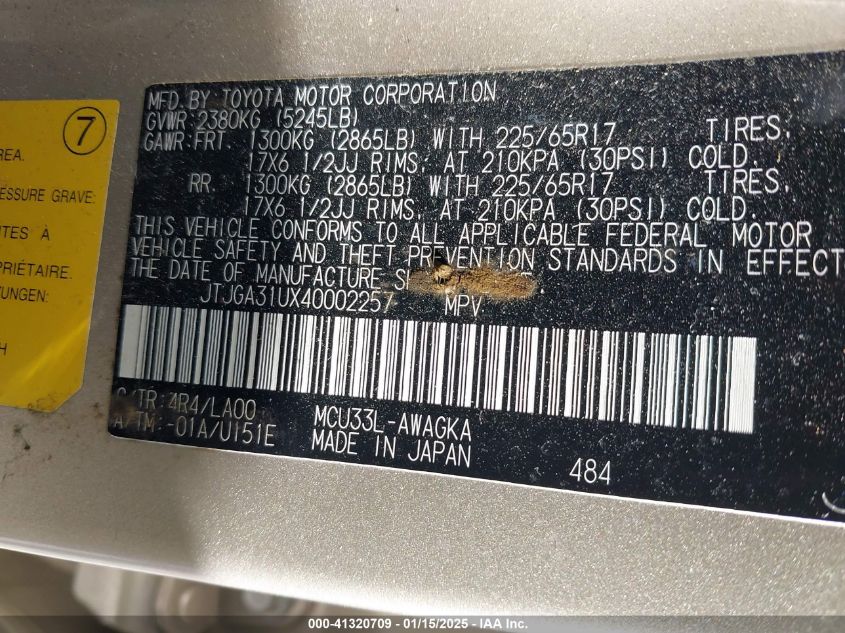 7
REA.
ESSURE GRAVE:
ITES À
PRIÉTAIRE.
UNG:
H
MFD. BY TOYOTA MOTOR CORPORATION
GVWR 2380KG (5245LB)
GAWR FRT. 1300KG (2865LB) WITH 225/65R17 TIRES,
17X6 1/2JJ RIMS, AT 210KPA (30PSI) COLD.
RR. 1300KG (2865LB) WITH 225/65R17 TIRES,
17X6 1/2JJ RIMS, AT 210KPA (30PSI) COLD.
THIS VEHICLE CONFORMS TO ALL APPLICABLE FEDERAL MOTOR
VEHICLE SAFETY AND THEFT PREVENTION STANDARDS IN EFFECT
THE DATE OF MANUFACTURE
JTJGA31UX40002257 MPV
C/TR: 4R4/LA00 MCU33L-AWAGKA
A/TM: -01A/U151E MADE IN JAPAN
484
000-41320709 - 01/15/2025 - IAA Inc.